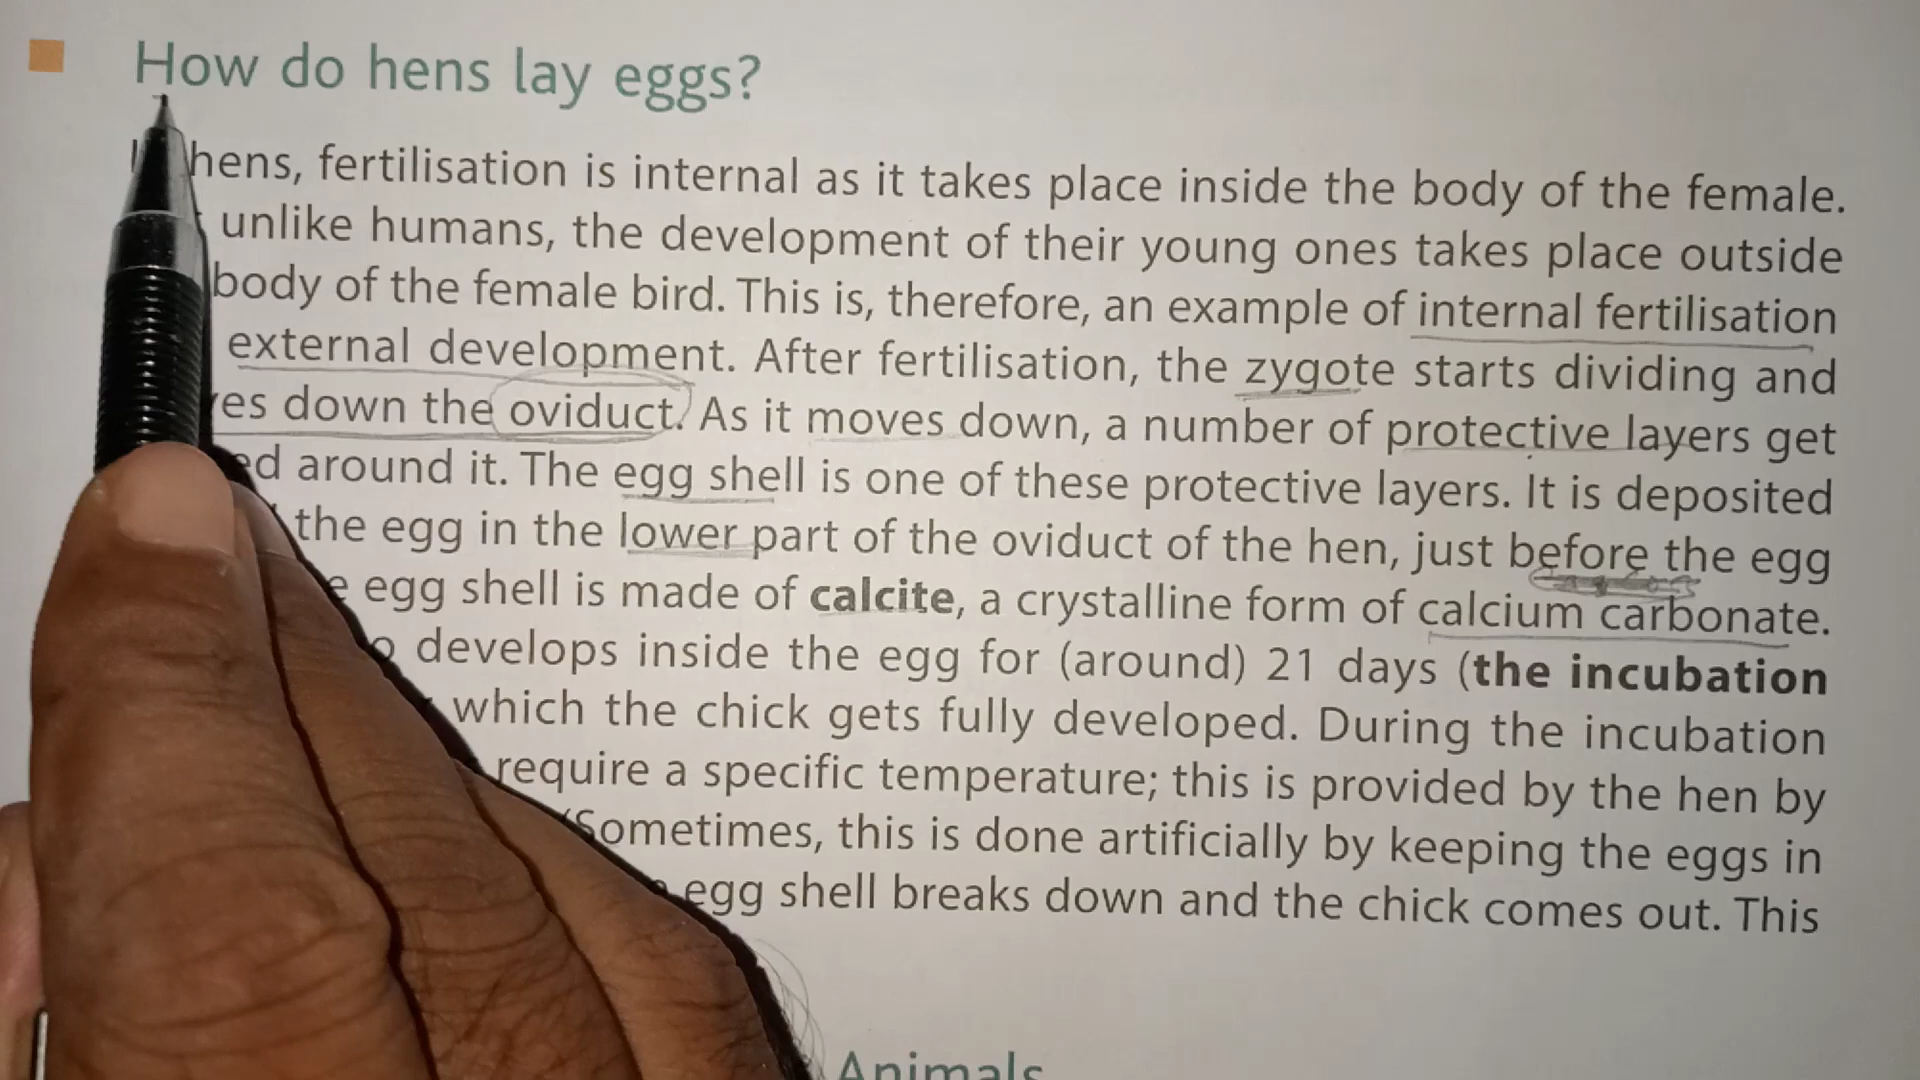 How do hens lay eggs?
hens, fertilisation is internal as it takes place inside the body of the female.
unlike humans, the development of their young ones takes place outside
body of the female bird. This is, therefore, an example of internal fertilisation
external development. After fertilisation, the zygote starts dividing and
es down the oviduct. As it moves down, a number of protective layers get
ed around it. The egg shell is one of these protective layers. It is deposited
the egg in the lower part of the oviduct of the hen, just before the egg
egg shell is made of calcite, a crystalline form of calcium carbonate.
develops inside the egg for (around) 21 days (the incubation
which the chick gets fully developed. During the incubation
require a specific temperature; this is provided by the hen by
(Sometimes, this is done artificially by keeping the eggs in
egg shell breaks down and the chick comes out. This
Animals